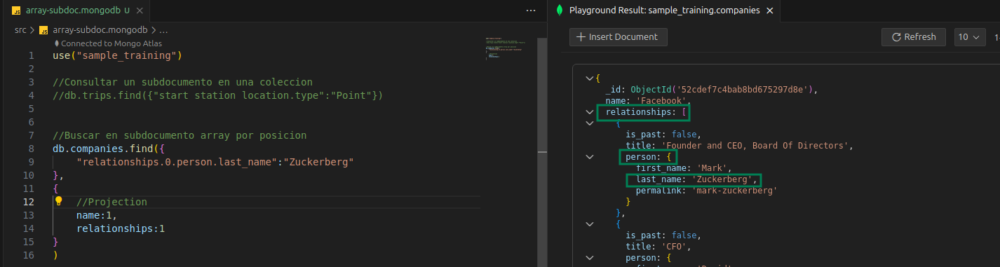 array-subdoc.mongodb U
src > array-subdoc.mongodb > ...
Connected to Mongo Atlas
1 use("sample_training")
2
3 //Consultar un subdocumento en una coleccion
4 //db.trips.find({"start station location.type":"Point"})
5
6
7 //Buscar en subdocumento array por posicion
8 db.companies.find({
9 "relationships.0.person.last_name":"Zuckerberg"
10 },
11 {
12 //Projection
13 name:1,
14 relationships:1
15 }
16 )
Playground Result: sample_training.companies
Insert Document
Refresh
10
{
_id: ObjectId('52cdef7c4bab8bd675297d8e'),
name: 'Facebook',
relationships: [
{
is_past: false,
title: 'Founder and CEO, Board Of Directors',
person: {
first_name: 'Mark',
last_name: 'Zuckerberg',
permalink: 'mark-zuckerberg'
}
},
{
is_past: false,
title: 'CFO',
person: {